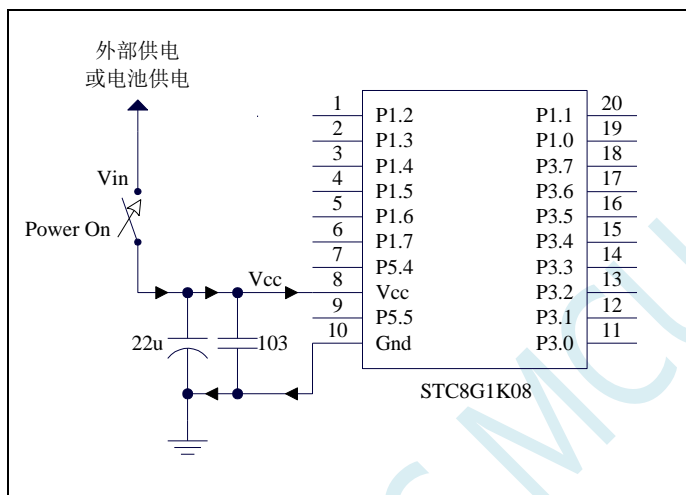 外部供电
或电池供电
Vin
Power On
Vcc
22u
103
1 P1.2 P1.1 20
2 P1.3 P1.0 19
3 P1.4 P3.7 18
4 P1.5 P3.6 17
5 P1.6 P3.5 16
6 P1.7 P3.4 15
7 P5.4 P3.3 14
8 Vcc P3.2 13
9 P5.5 P3.1 12
10 Gnd P3.0 11
STC8G1K08
MCU